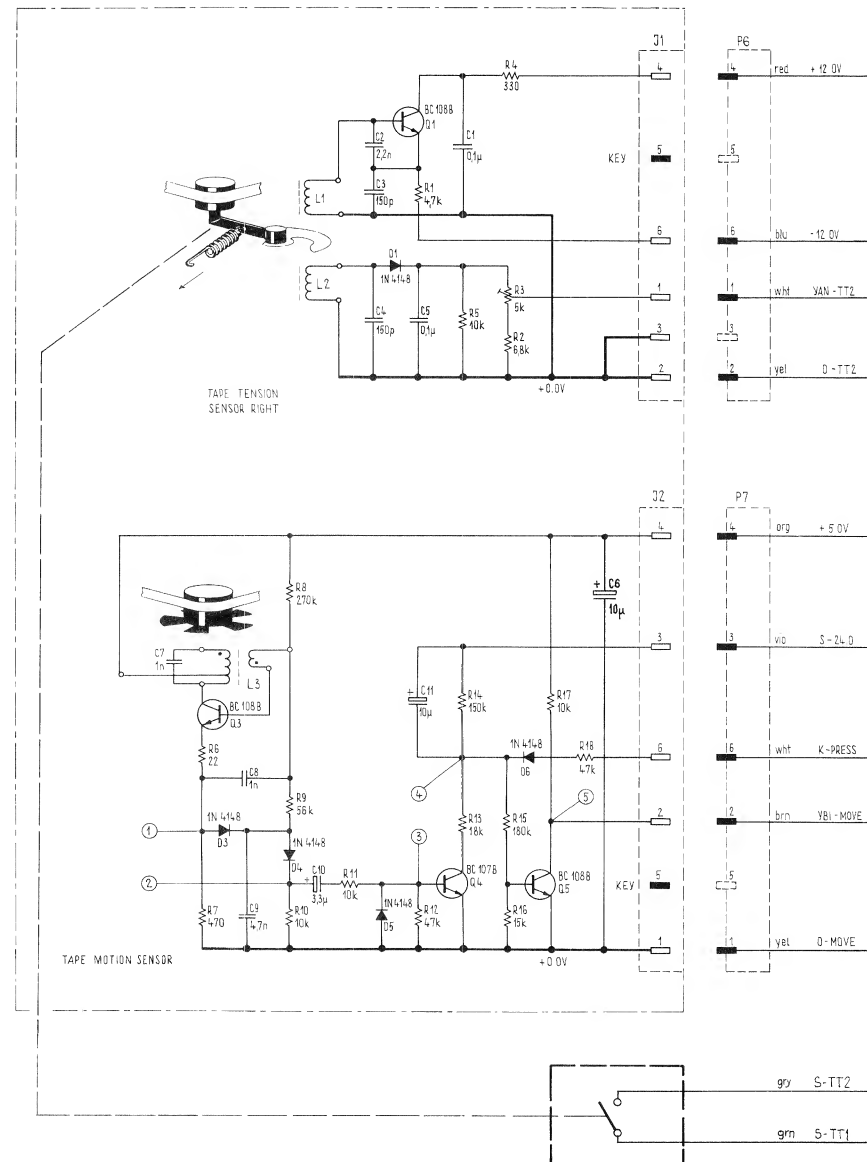 J1
P6
R4
330
4
4
red
+12.0V
BC108B
Q1
C2
2,2n
C1
0,1µ
KEY
5
5
C3
150p
R1
4,7k
L1
6
6
blu
-12.0V
D1
1N4148
L2
R3
5k
1
1
wht
YAN-TT2
C4
150p
C5
0,1µ
R5
10k
R2
6,8k
3
3
2
2
yel
0-TT2
+0.0V
TAPE TENSION
SENSOR RIGHT
J2
P7
4
4
org
+5.0V
R8
270k
+ C6
10µ
C7
1n
L3
3
3
vio
S-24.0
+ C11
10µ
R14
150k
R17
10k
BC108B
Q3
R6
22
1N4148
D6
R18
47k
6
6
wht
K-PRESS
C8
1n
4
R9
56k
5
1
1N4148
D3
1N4148
D4
3
R13
18k
R15
180k
2
2
brn
YBI-MOVE
2
+ C10
3,3µ
R11
10k
BC107B
Q4
BC108B
Q5
KEY
5
5
R7
470
C9
4,7n
R10
10k
1N4148
D5
R12
47k
R16
15k
1
1
yel
0-MOVE
+0.0V
TAPE MOTION SENSOR
gry
S-TT2
grn
S-TT1